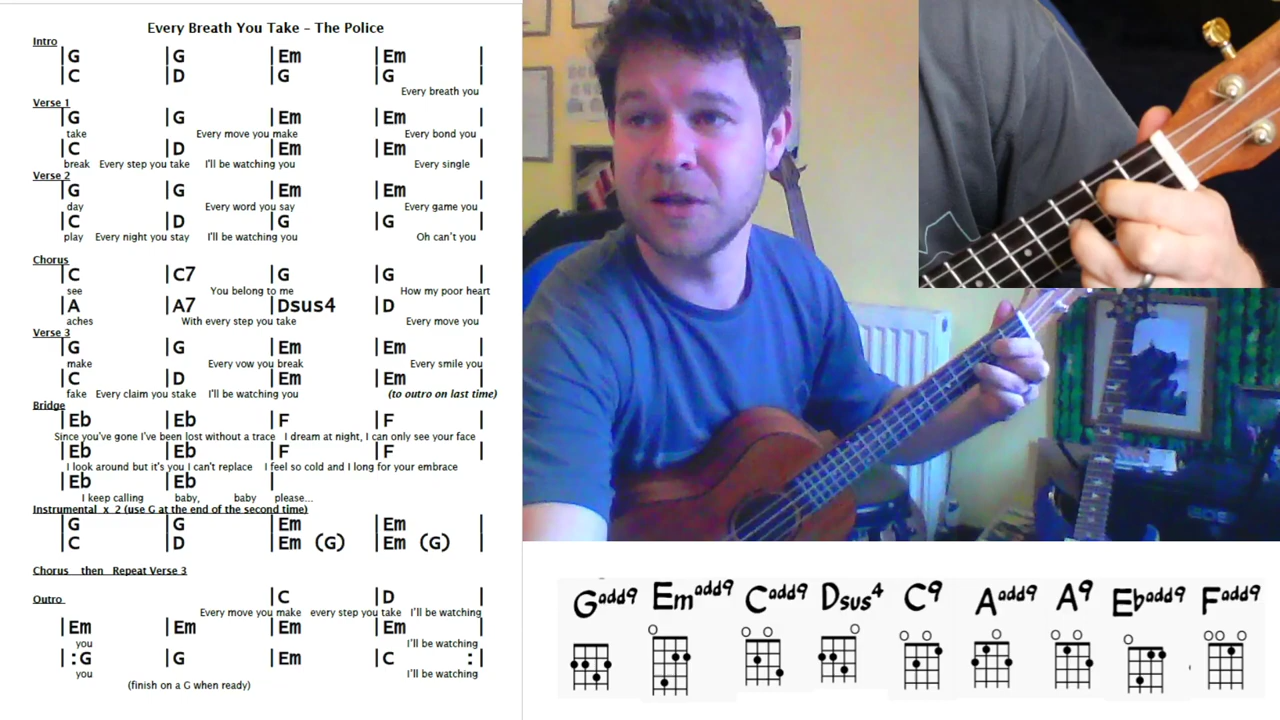 Every Breath You Take – The Police
Intro
|G |G |Em |Em |
|C |D |G |G |
Every breath you
Verse 1
|G |G |Em |Em |
take Every move you make Every bond you
|C |D |Em |Em |
break Every step you take I'll be watching you Every single
Verse 2
|G |G |Em |Em |
day Every word you say Every game you
|C |D |G |G |
play Every night you stay I'll be watching you Oh can't you
Chorus
|C |C7 |G |G |
see You belong to me How my poor heart
|A |A7 |Dsus4 |D |
aches With every step you take Every move you
Verse 3
|G |G |Em |Em |
make Every vow you break Every smile you
|C |D |Em |Em |
fake Every claim you stake I'll be watching you (to outro on last time)
Bridge
|Eb |Eb |F |F |
Since you've gone I've been lost without a trace I dream at night, I can only see your face
|Eb |Eb |F |F |
I look around but it's you I can't replace I feel so cold and I long for your embrace
|Eb |Eb |
I keep calling baby, baby please...
Instrumental x 2 (use G at the end of the second time)
|G |G |Em |Em |
|C |D |Em (G) |Em (G) |
Chorus then Repeat Verse 3
Outro |C |D |
Every move you make every step you take I'll be watching
|Em |Em |Em |Em |
you I'll be watching
|:G |G |Em |C :|
you I'll be watching
(finish on a G when ready)
Gadd9 Emadd9 Cadd9 Dsus4 C9 Aadd9 A9 Ebadd9 Fadd9